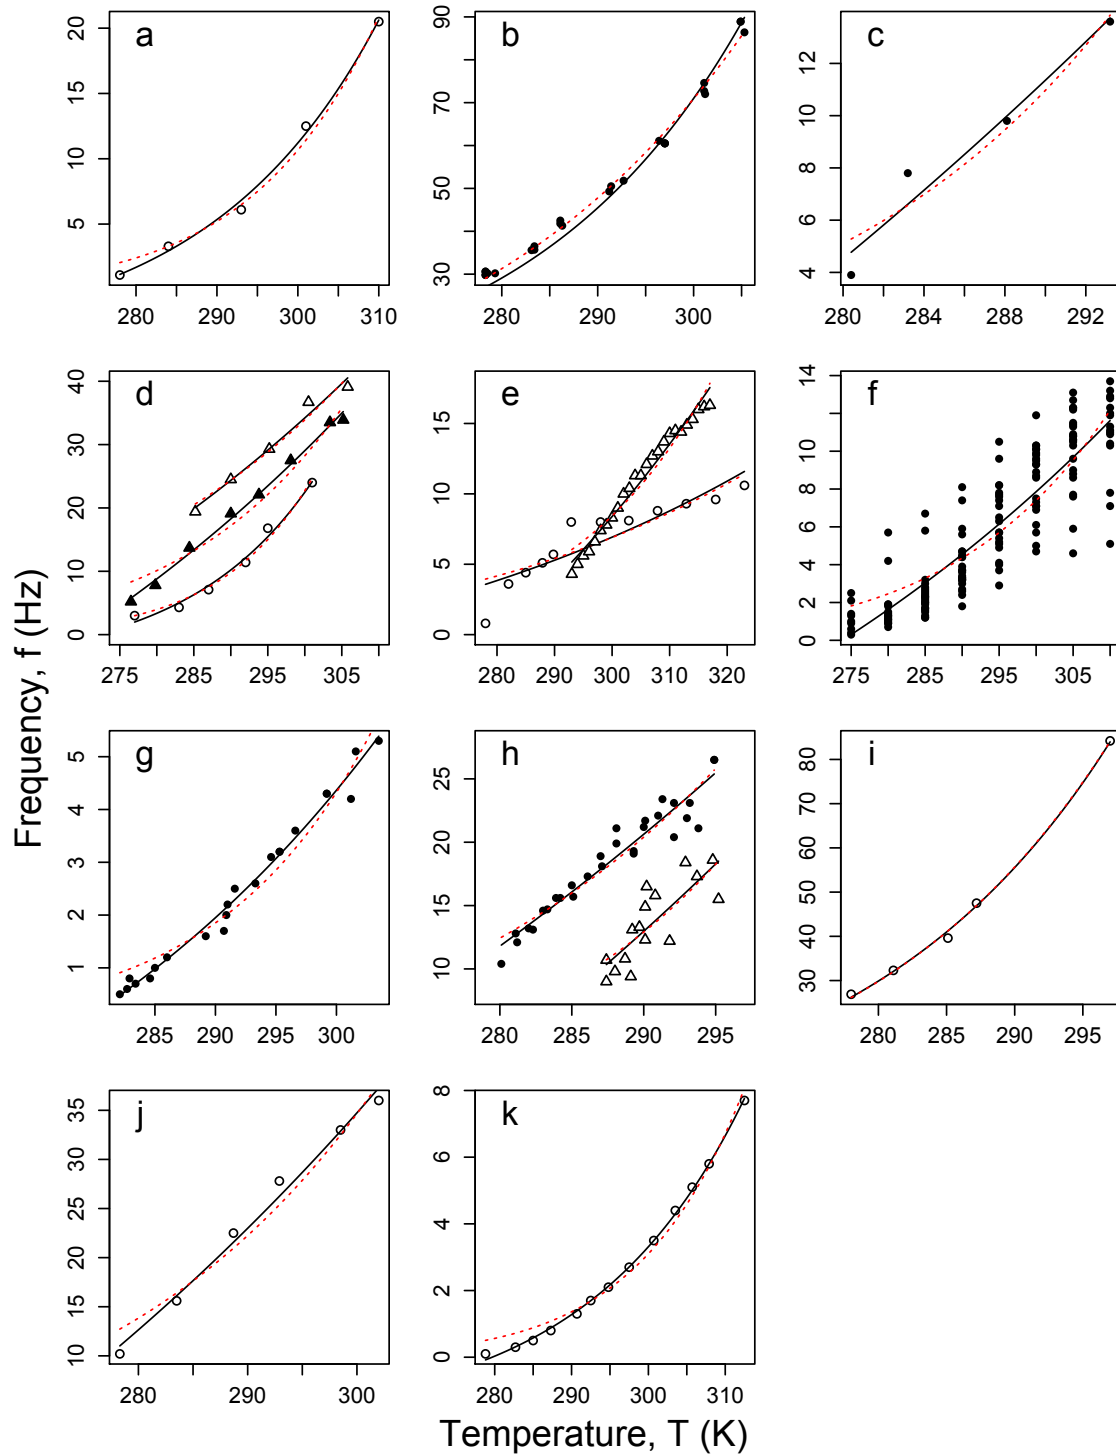 a
5 10 15 20
280 290 300 310
b
30 50 70 90
280 290 300
c
4 6 8 10 12
280 284 288 292
d
0 10 20 30 40
275 285 295 305
e
0 5 10 15
280 290 300 310 320
f
0 2 4 6 8 10 12 14
275 285 295 305
g
1 2 3 4 5
285 290 295 300
h
10 15 20 25
280 285 290 295
i
30 40 50 60 70 80
280 285 290 295
j
10 15 20 25 30 35
280 290 300
k
0 2 4 6 8
280 290 300 310
Frequency, f (Hz)
Temperature, T (K)